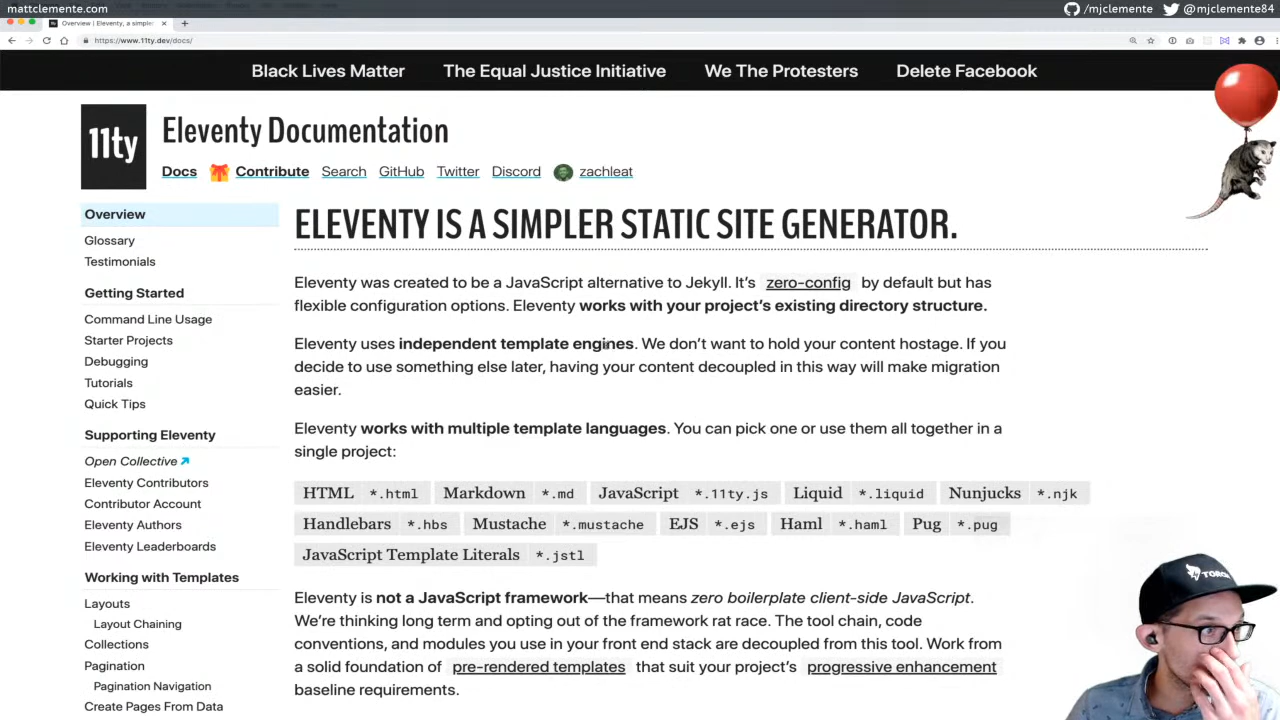 mattclemente.com
/mjclemente @mjclemente84
Overview | Eleventy, a simple
https://www.11ty.dev/docs/
Black Lives Matter The Equal Justice Initiative We The Protesters Delete Facebook
11ty
Eleventy Documentation
Docs Contribute Search GitHub Twitter Discord zachleat
Overview
Glossary
Testimonials
Getting Started
Command Line Usage
Starter Projects
Debugging
Tutorials
Quick Tips
Supporting Eleventy
Open Collective
Eleventy Contributors
Contributor Account
Eleventy Authors
Eleventy Leaderboards
Working with Templates
Layouts
Layout Chaining
Collections
Pagination
Pagination Navigation
Create Pages From Data
ELEVENTY IS A SIMPLER STATIC SITE GENERATOR.
Eleventy was created to be a JavaScript alternative to Jekyll. It’s zero-config by default but has
flexible configuration options. Eleventy works with your project’s existing directory structure.
Eleventy uses independent template engines. We don’t want to hold your content hostage. If you
decide to use something else later, having your content decoupled in this way will make migration
easier.
Eleventy works with multiple template languages. You can pick one or use them all together in a
single project:
HTML *.html Markdown *.md JavaScript *.11ty.js Liquid *.liquid Nunjucks *.njk
Handlebars *.hbs Mustache *.mustache EJS *.ejs Haml *.haml Pug *.pug
JavaScript Template Literals *.jstl
Eleventy is not a JavaScript framework—that means zero boilerplate client-side JavaScript.
We’re thinking long term and opting out of the framework rat race. The tool chain, code
conventions, and modules you use in your front end stack are decoupled from this tool. Work from
a solid foundation of pre-rendered templates that suit your project’s progressive enhancement
baseline requirements.